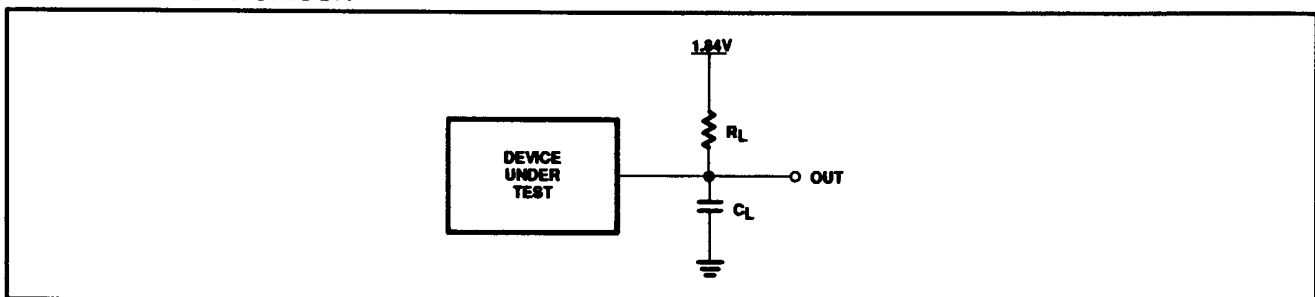 1.84V
RL
DEVICE
UNDER
TEST
OUT
CL